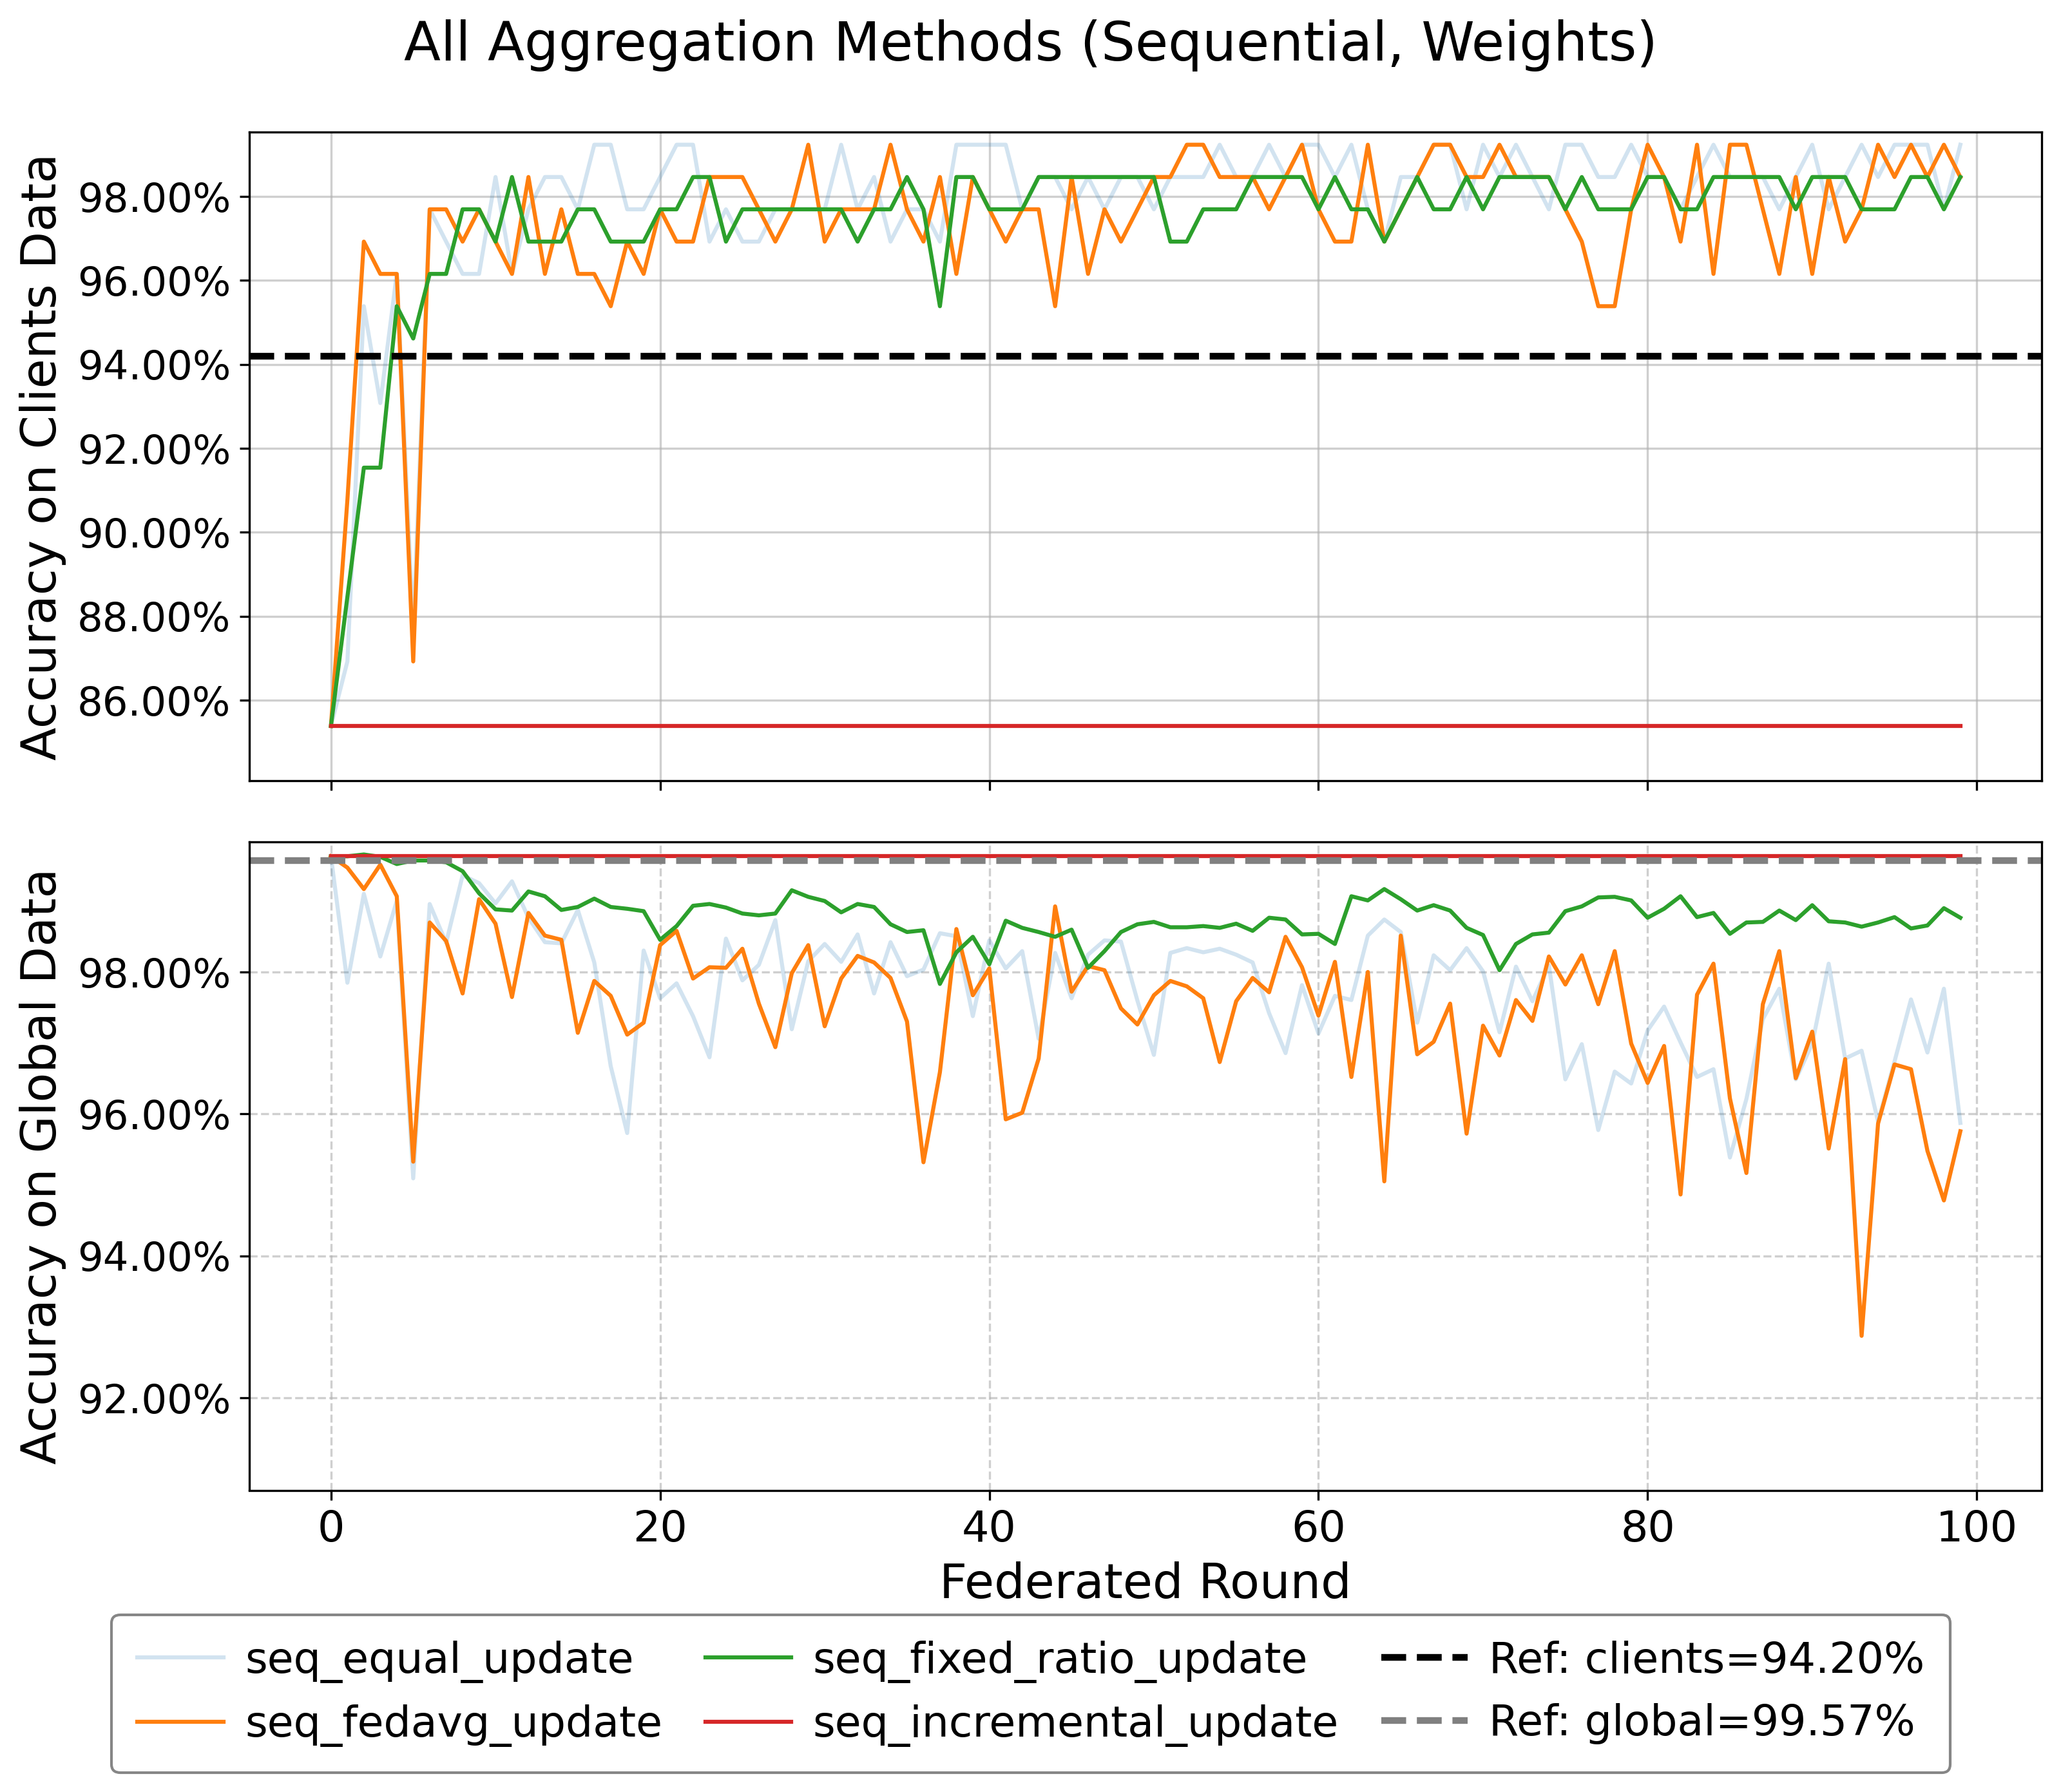 All Aggregation Methods (Sequential, Weights)
Accuracy on Clients Data
98.00%
96.00%
94.00%
92.00%
90.00%
88.00%
86.00%
Accuracy on Global Data
98.00%
96.00%
94.00%
92.00%
0 20 40 60 80 100
Federated Round
seq_equal_update seq_fixed_ratio_update Ref: clients=94.20%
seq_fedavg_update seq_incremental_update Ref: global=99.57%